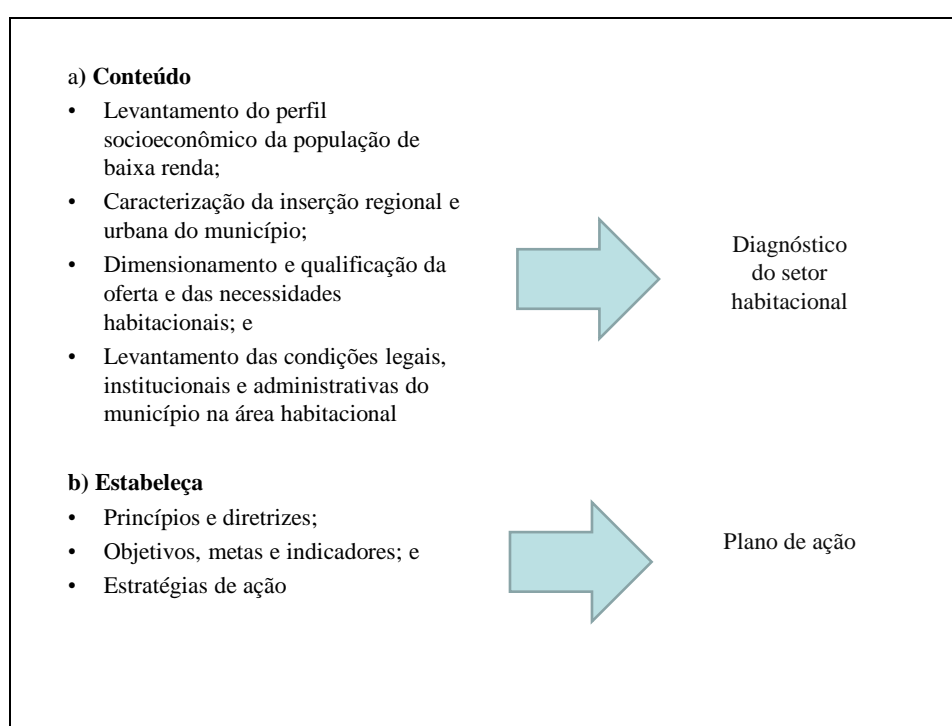 a) Conteúdo
• Levantamento do perfil
socioeconômico da população de
baixa renda;
• Caracterização da inserção regional e
urbana do município;
• Dimensionamento e qualificação da
oferta e das necessidades
habitacionais; e
• Levantamento das condições legais,
institucionais e administrativas do
município na área habitacional
Diagnóstico
do setor
habitacional
b) Estabeleça
• Princípios e diretrizes;
• Objetivos, metas e indicadores; e
• Estratégias de ação
Plano de ação